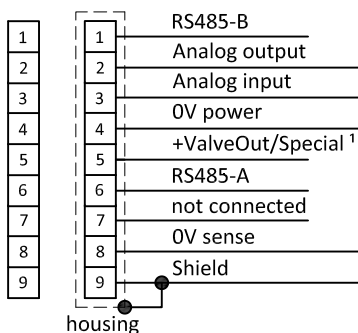 1 1 RS485-B
2 2 Analog output
3 3 Analog input
4 4 0V power
5 5 +ValveOut/Special ¹
6 6 RS485-A
7 7 not connected
8 8 0V sense
9 9 Shield
housing